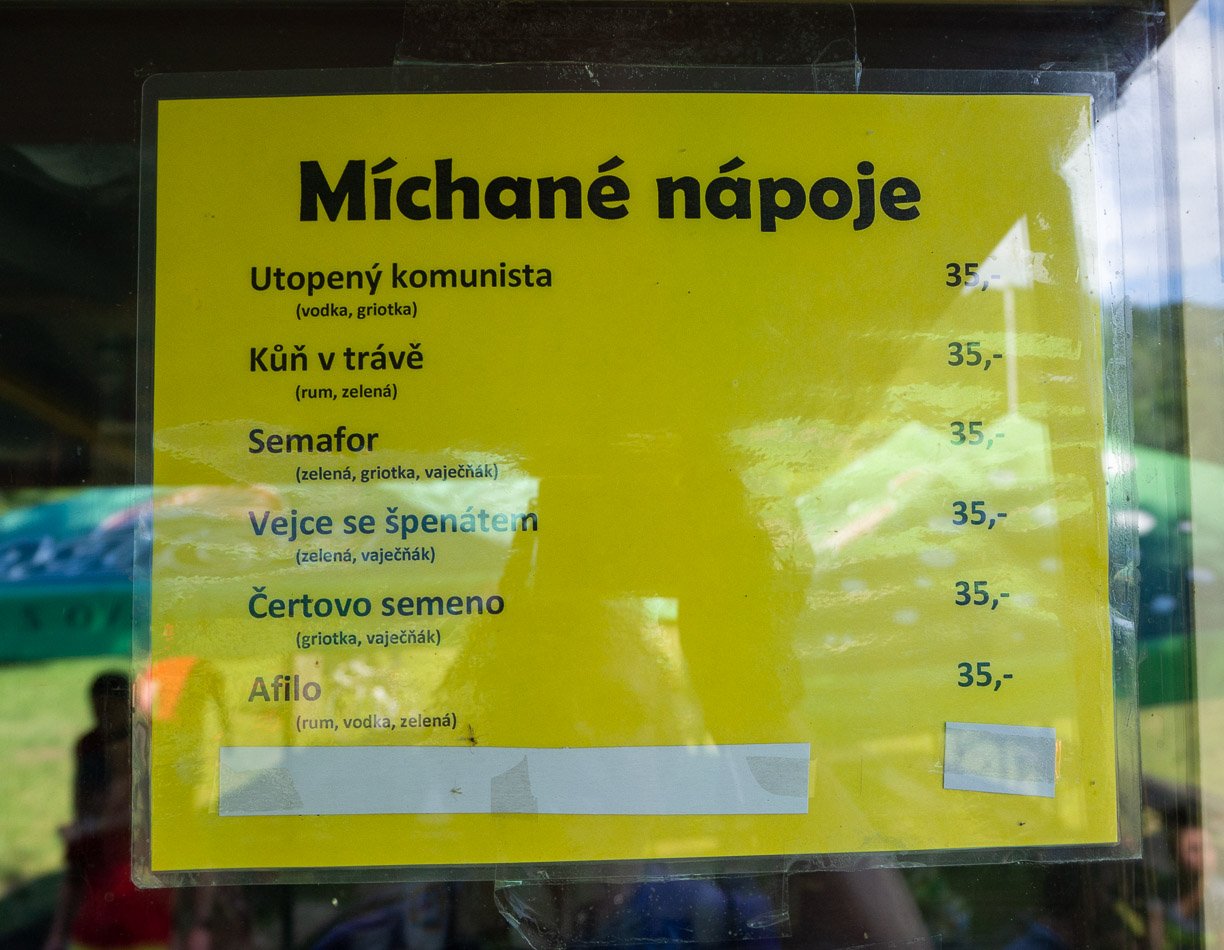 Míchané nápoje
Utopený komunista 35,-
(vodka, griotka)
Kůň v trávě 35,-
(rum, zelená)
Semafor 35,-
(zelená, griotka, vaječňák)
Vejce se špenátem 35,-
(zelená, vaječňák)
Čertovo semeno 35,-
(griotka, vaječňák)
Afilo 35,-
(rum, vodka, zelená)